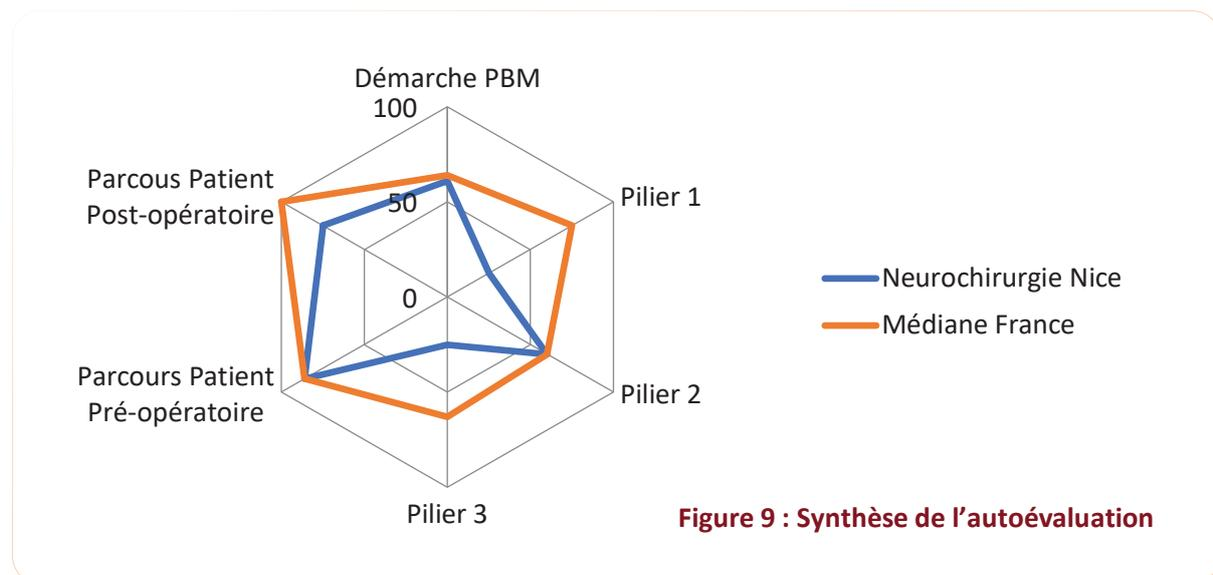 Démarche PBM
100
Parcous Patient
Post-opératoire
50
Pilier 1
0
Neurochirurgie Nice
Médiane France
Parcours Patient
Pré-opératoire
Pilier 2
Pilier 3
Figure 9 : Synthèse de l’autoévaluation